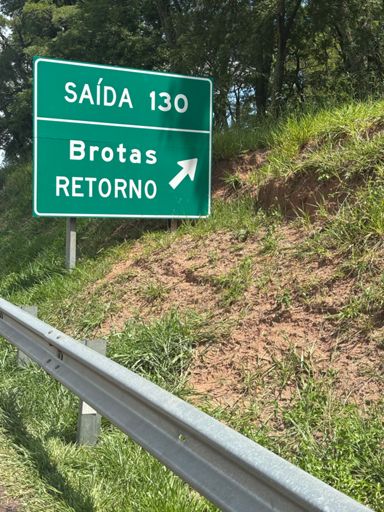 SAÍDA 130
Brotas
RETORNO